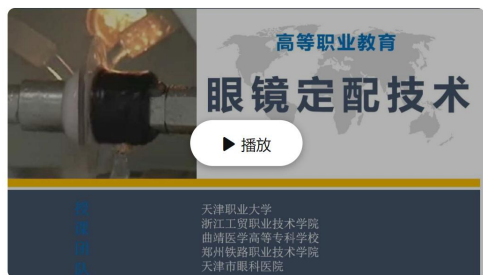 高等职业教育
眼镜定配技术
播放
天津职业大学
浙江工贸职业技术学院
曲靖医学高等专科学校
郑州铁路职业技术学院
天津市眼科医院